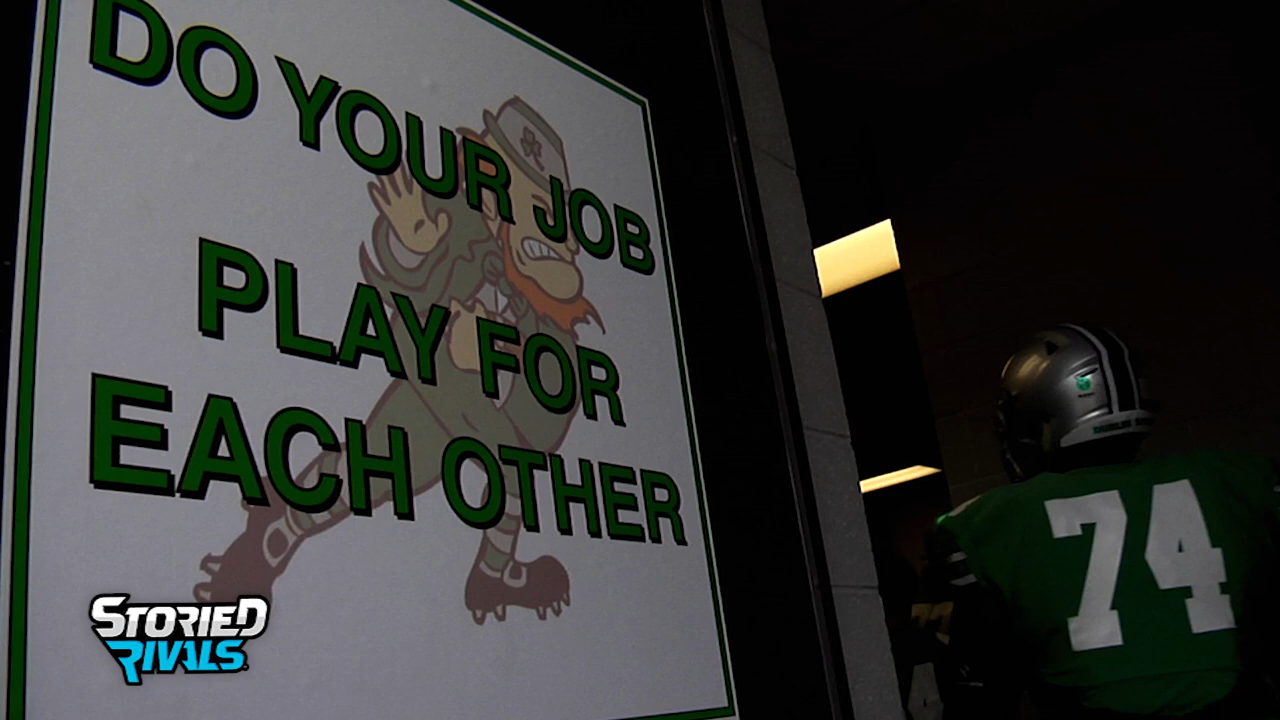 DO YOUR JOB
PLAY FOR
EACH OTHER
74
STORIED
RIVALS